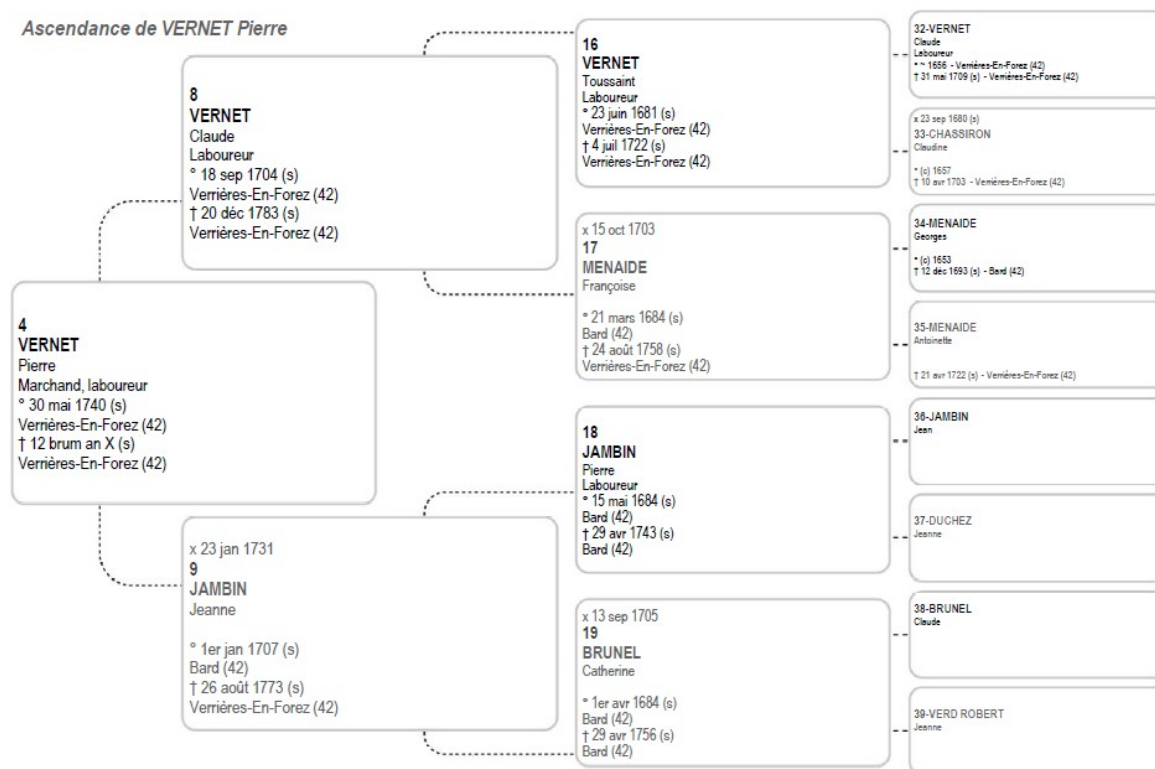 Ascendance de VERNET Pierre
4
VERNET
Pierre
Marchand, laboureur
° 30 mai 1740 (s)
Verrières-En-Forez (42)
† 12 brum an X (s)
Verrières-En-Forez (42)
8
VERNET
Claude
Laboureur
° 18 sep 1704 (s)
Verrières-En-Forez (42)
† 20 déc 1783 (s)
Verrières-En-Forez (42)
x 23 jan 1731
9
JAMBIN
Jeanne
° 1er jan 1707 (s)
Bard (42)
† 26 août 1773 (s)
Verrières-En-Forez (42)
16
VERNET
Toussaint
Laboureur
° 23 juin 1681 (s)
Verrières-En-Forez (42)
† 4 juil 1722 (s)
Verrières-En-Forez (42)
x 15 oct 1703
17
MENAIDE
Françoise
° 21 mars 1684 (s)
Bard (42)
† 24 août 1758 (s)
Verrières-En-Forez (42)
18
JAMBIN
Pierre
Laboureur
° 15 mai 1684 (s)
Bard (42)
† 29 avr 1743 (s)
Bard (42)
x 13 sep 1705
19
BRUNEL
Catherine
° 1er avr 1684 (s)
Bard (42)
† 29 avr 1756 (s)
Bard (42)
32-VERNET
Claude
Laboureur
° ~ 1656 - Verrières-En-Forez (42)
† 31 mai 1709 (s) - Verrières-En-Forez (42)
x 23 sep 1680 (s)
33-CHASSIRON
Claudine
° (c) 1657
† 10 avr 1703 - Verrières-En-Forez (42)
34-MENAIDE
Georges
° (c) 1653
† 12 déc 1693 (s) - Bard (42)
35-MENAIDE
Antoinette
† 21 avr 1722 (s) - Verrières-En-Forez (42)
36-JAMBIN
Jean
37-DUCHEZ
Jeanne
38-BRUNEL
Claude
39-VERD ROBERT
Jeanne